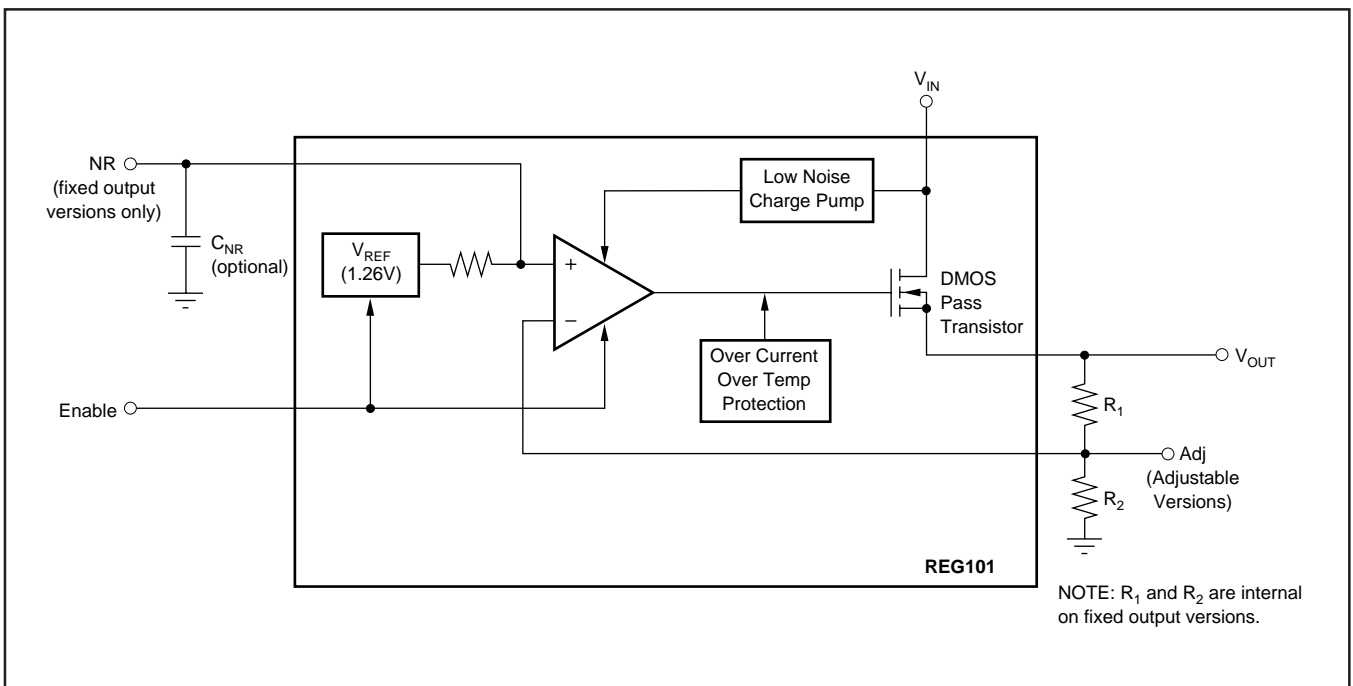 V_IN
NR
(fixed output
versions only)
C_NR
(optional)
Low Noise
Charge Pump
V_REF
(1.26V)
+
–
DMOS
Pass
Transistor
Over Current
Over Temp
Protection
V_OUT
Enable
R_1
Adj
(Adjustable
Versions)
R_2
REG101
NOTE: R_1 and R_2 are internal
on fixed output versions.